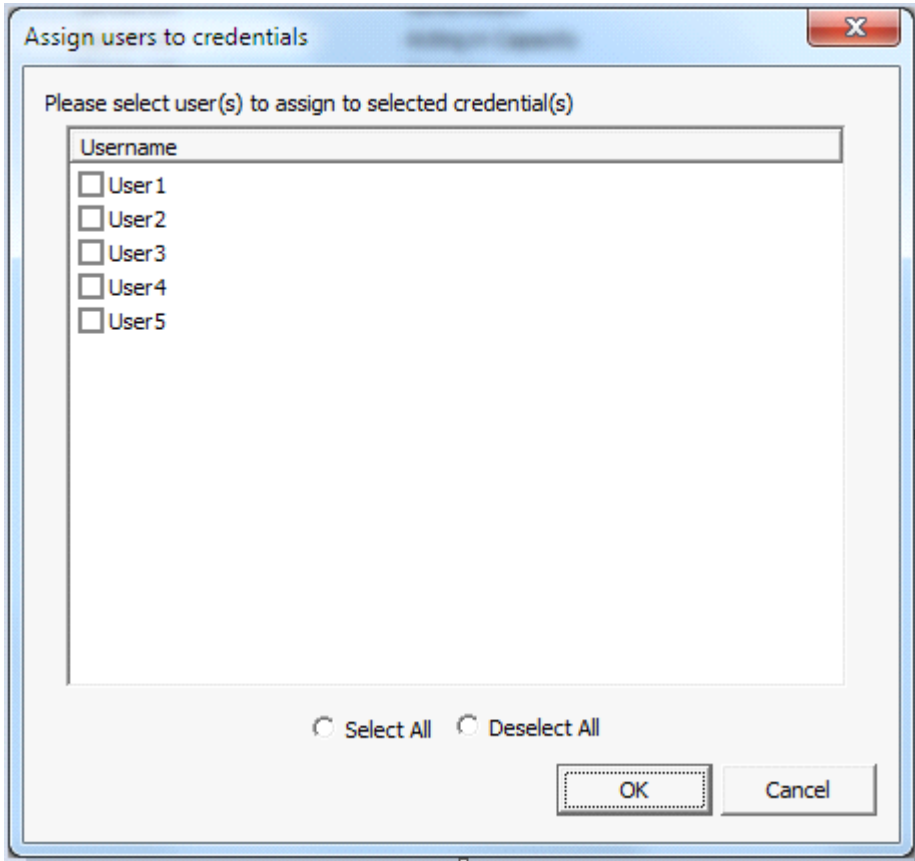 Assign users to credentials
Please select user(s) to assign to selected credential(s)
Username
User1
User2
User3
User4
User5
Select All Deselect All
OK Cancel